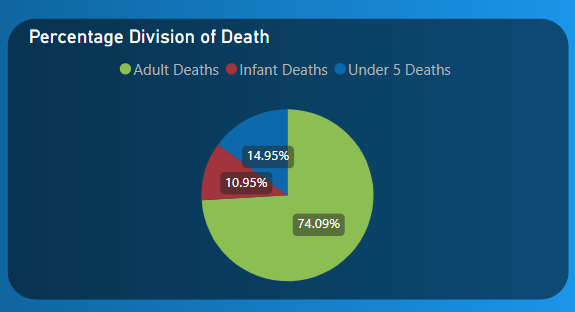 Percentage Division of Death
Adult Deaths Infant Deaths Under 5 Deaths
14.95%
10.95%
74.09%